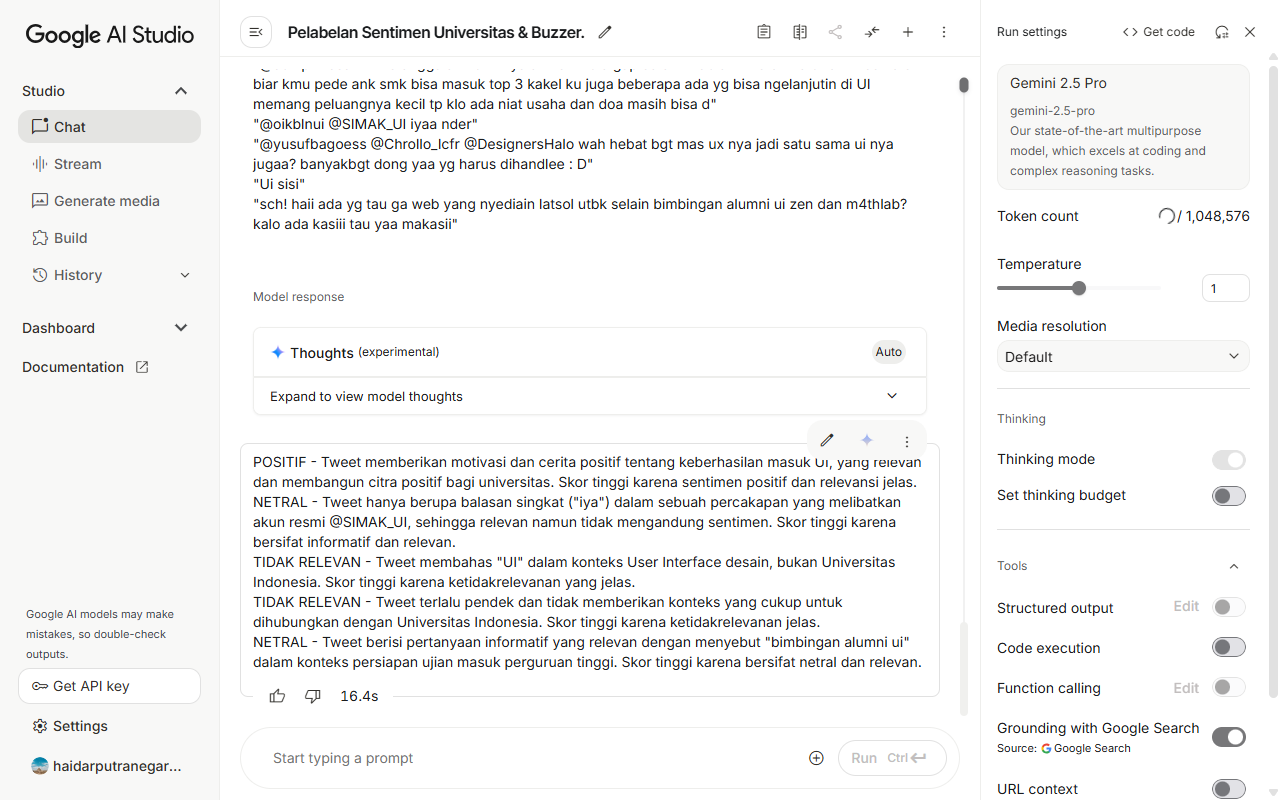 Google AI Studio
Studio
Chat
Stream
Generate media
Build
History
Dashboard
Documentation
Google AI models may make
mistakes, so double-check
outputs.
Get API key
Settings
haidarputranegar...
Pelabelan Sentimen Universitas & Buzzer.
biar kmu pede ank smk bisa masuk top 3 kakel ku juga beberapa ada yg bisa ngelanjutin di UI
memang peluangnya kecil tp klo ada niat usaha dan doa masih bisa d"
"@oikblnui @SIMAK_UI iyaa nder"
"@yusufbagoess @Chrollo_lcfr @DesignersHalo wah hebat bgt mas ux nya jadi satu sama ui nya
jugaa? banyakbgt dong yaa yg harus dihandlee : D"
"Ui sisi"
"sch! haii ada yg tau ga web yang nyediain latsol utbk selain bimbingan alumni ui zen dan m4thlab?
kalo ada kasiii tau yaa makasii"
Model response
Thoughts (experimental)
Auto
Expand to view model thoughts
POSITIF - Tweet memberikan motivasi dan cerita positif tentang keberhasilan masuk UI, yang relevan
dan membangun citra positif bagi universitas. Skor tinggi karena sentimen positif dan relevansi jelas.
NETRAL - Tweet hanya berupa balasan singkat ("iya") dalam sebuah percakapan yang melibatkan
akun resmi @SIMAK_UI, sehingga relevan namun tidak mengandung sentimen. Skor tinggi karena
bersifat informatif dan relevan.
TIDAK RELEVAN - Tweet membahas "UI" dalam konteks User Interface desain, bukan Universitas
Indonesia. Skor tinggi karena ketidakrelevanan yang jelas.
TIDAK RELEVAN - Tweet terlalu pendek dan tidak memberikan konteks yang cukup untuk
dihubungkan dengan Universitas Indonesia. Skor tinggi karena ketidakrelevanan jelas.
NETRAL - Tweet berisi pertanyaan informatif yang relevan dengan menyebut "bimbingan alumni ui"
dalam konteks persiapan ujian masuk perguruan tinggi. Skor tinggi karena bersifat netral dan relevan.
16.4s
Start typing a prompt
Run Ctrl
Run settings
Get code
Gemini 2.5 Pro
gemini-2.5-pro
Our state-of-the-art multipurpose
model, which excels at coding and
complex reasoning tasks.
Token count
/ 1,048,576
Temperature
1
Media resolution
Default
Thinking
Thinking mode
Set thinking budget
Tools
Structured output Edit
Code execution
Function calling Edit
Grounding with Google Search
Source: Google Search
URL context